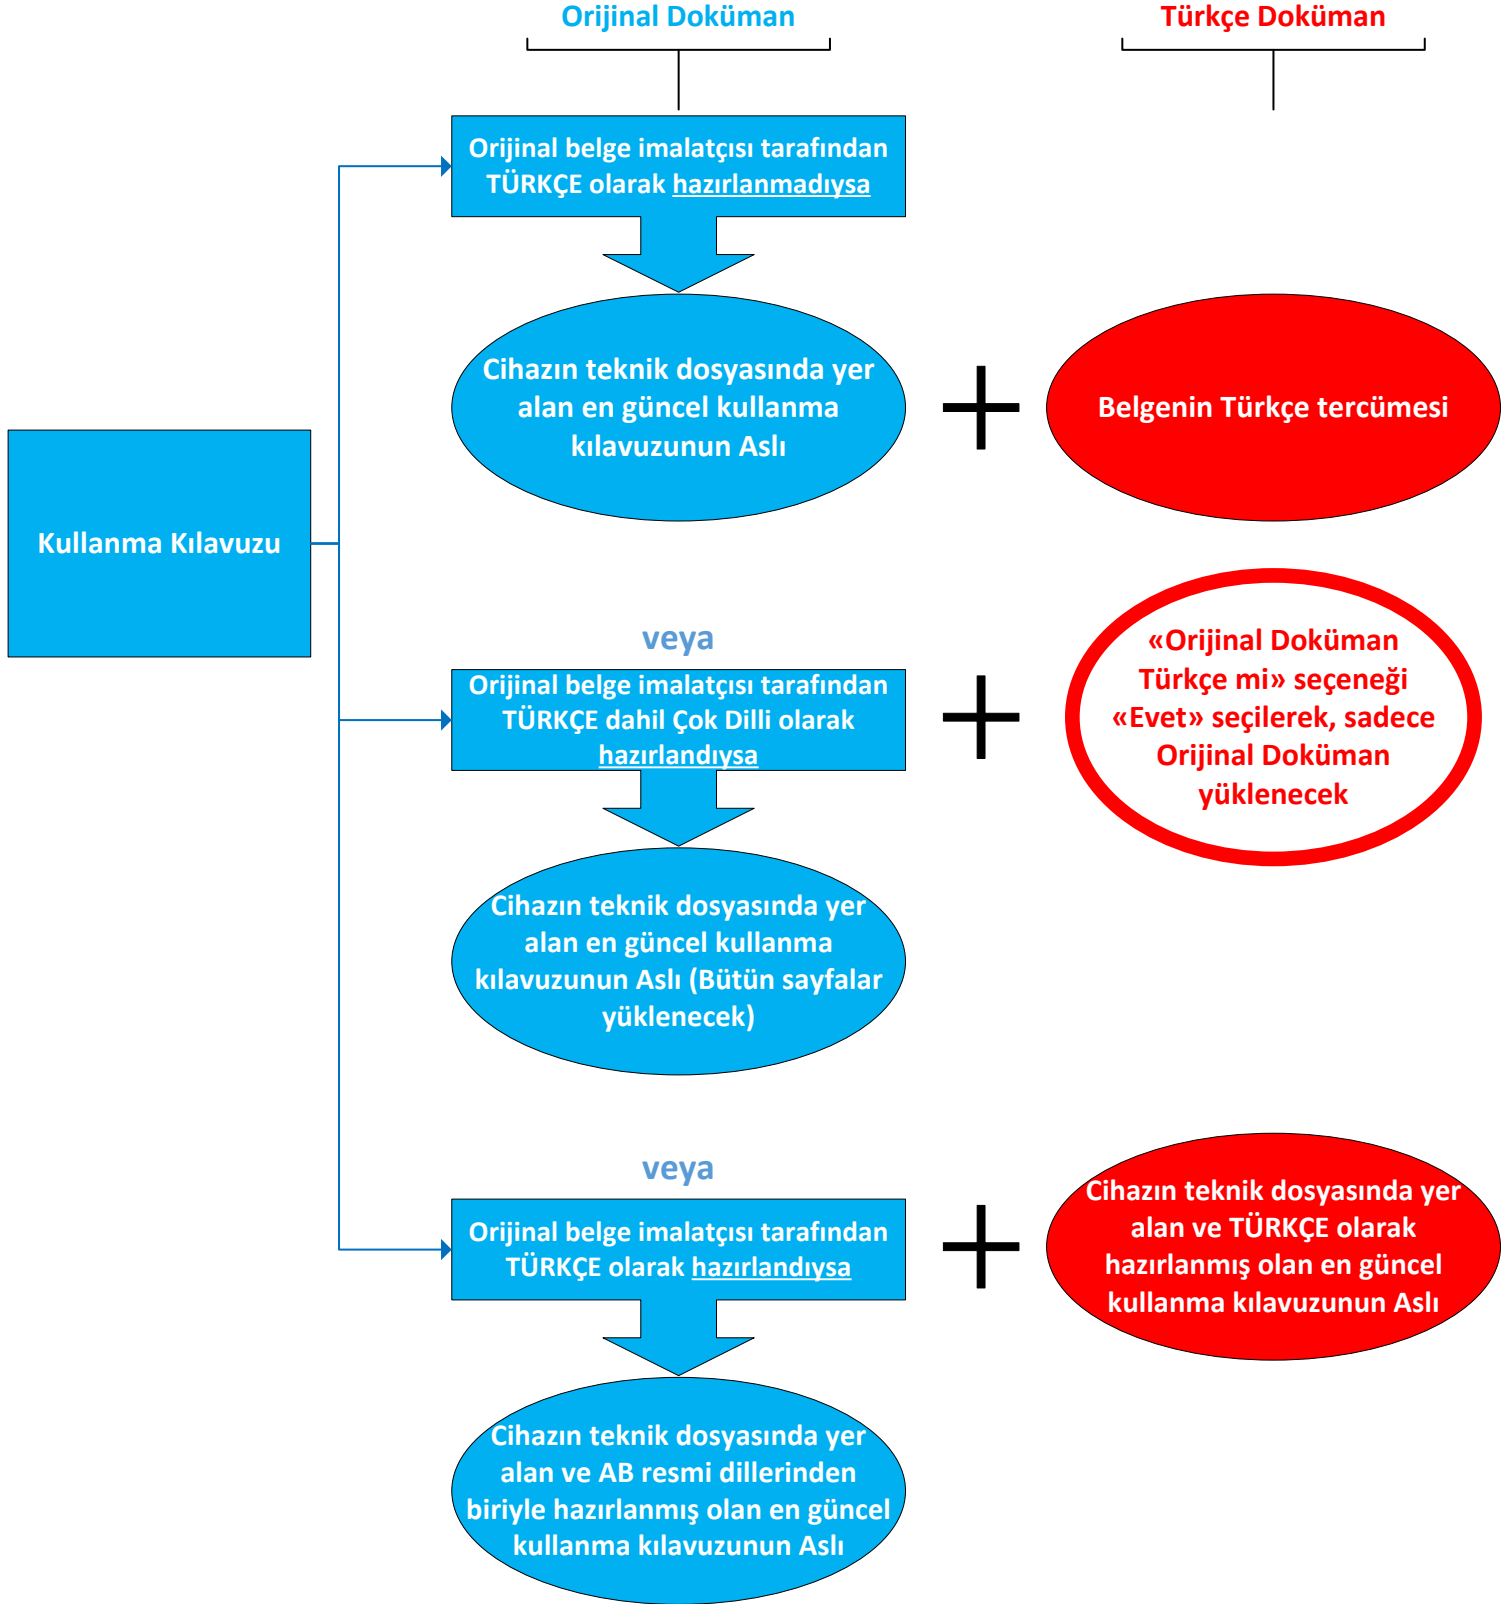 Orijinal Doküman
Türkçe Doküman
Orijinal belge imalatçısı tarafından
TÜRKÇE olarak hazırlanmadıysa
Cihazın teknik dosyasında yer
alan en güncel kullanma
kılavuzunun Aslı
Belgenin Türkçe tercümesi
Kullanma Kılavuzu
veya
Orijinal belge imalatçısı tarafından
TÜRKÇE dahil Çok Dilli olarak
hazırlandıysa
«Orijinal Doküman
Türkçe mi» seçeneği
«Evet» seçilerek, sadece
Orijinal Doküman
yüklenecek
Cihazın teknik dosyasında yer
alan en güncel kullanma
kılavuzunun Aslı (Bütün sayfalar
yüklenecek)
veya
Orijinal belge imalatçısı tarafından
TÜRKÇE olarak hazırlandıysa
Cihazın teknik dosyasında yer
alan ve TÜRKÇE olarak
hazırlanmış olan en güncel
kullanma kılavuzunun Aslı
Cihazın teknik dosyasında yer
alan ve AB resmi dillerinden
biriyle hazırlanmış olan en güncel
kullanma kılavuzunun Aslı